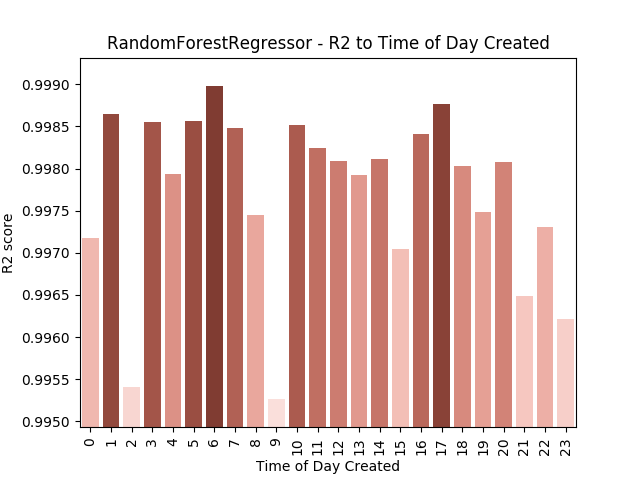 RandomForestRegressor - R2 to Time of Day Created
R2 score
0.9990
0.9985
0.9980
0.9975
0.9970
0.9965
0.9960
0.9955
0.9950
0 1 2 3 4 5 6 7 8 9 10 11 12 13 14 15 16 17 18 19 20 21 22 23
Time of Day Created